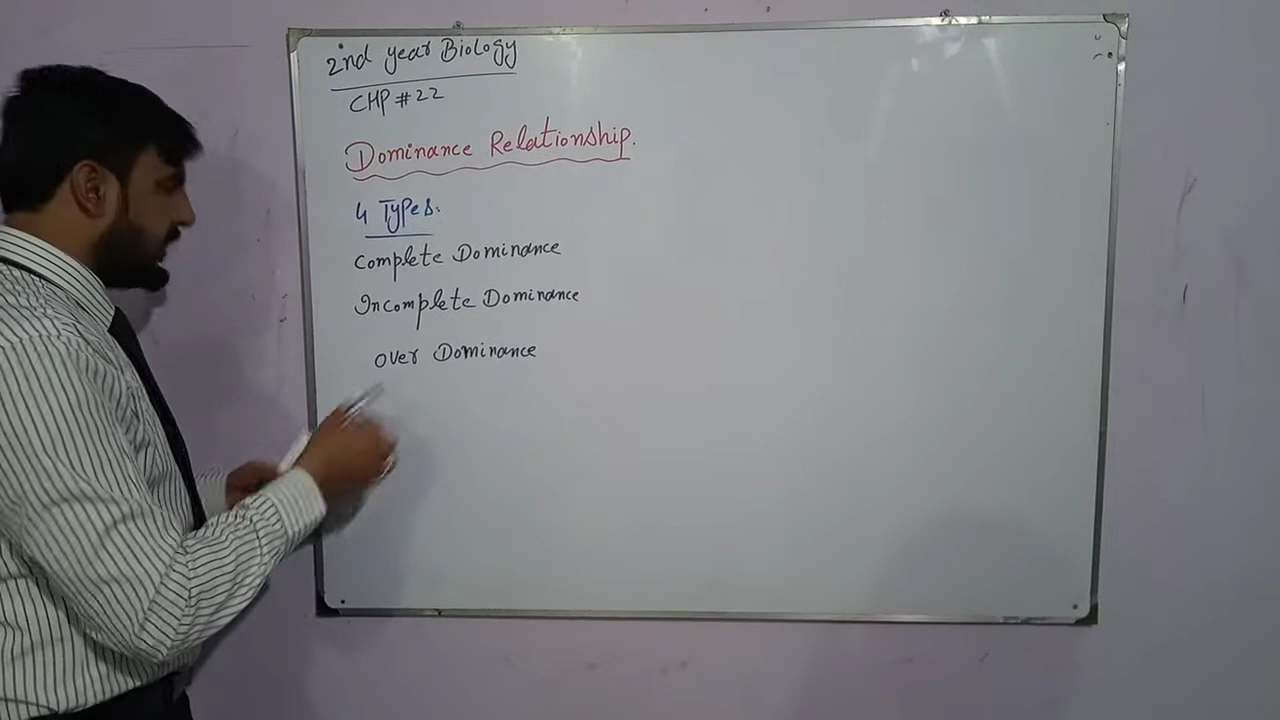 2nd year Biology
CHP # 22
Dominance Relationship.
4 Types.
Complete Dominance
Incomplete Dominance
over Dominance